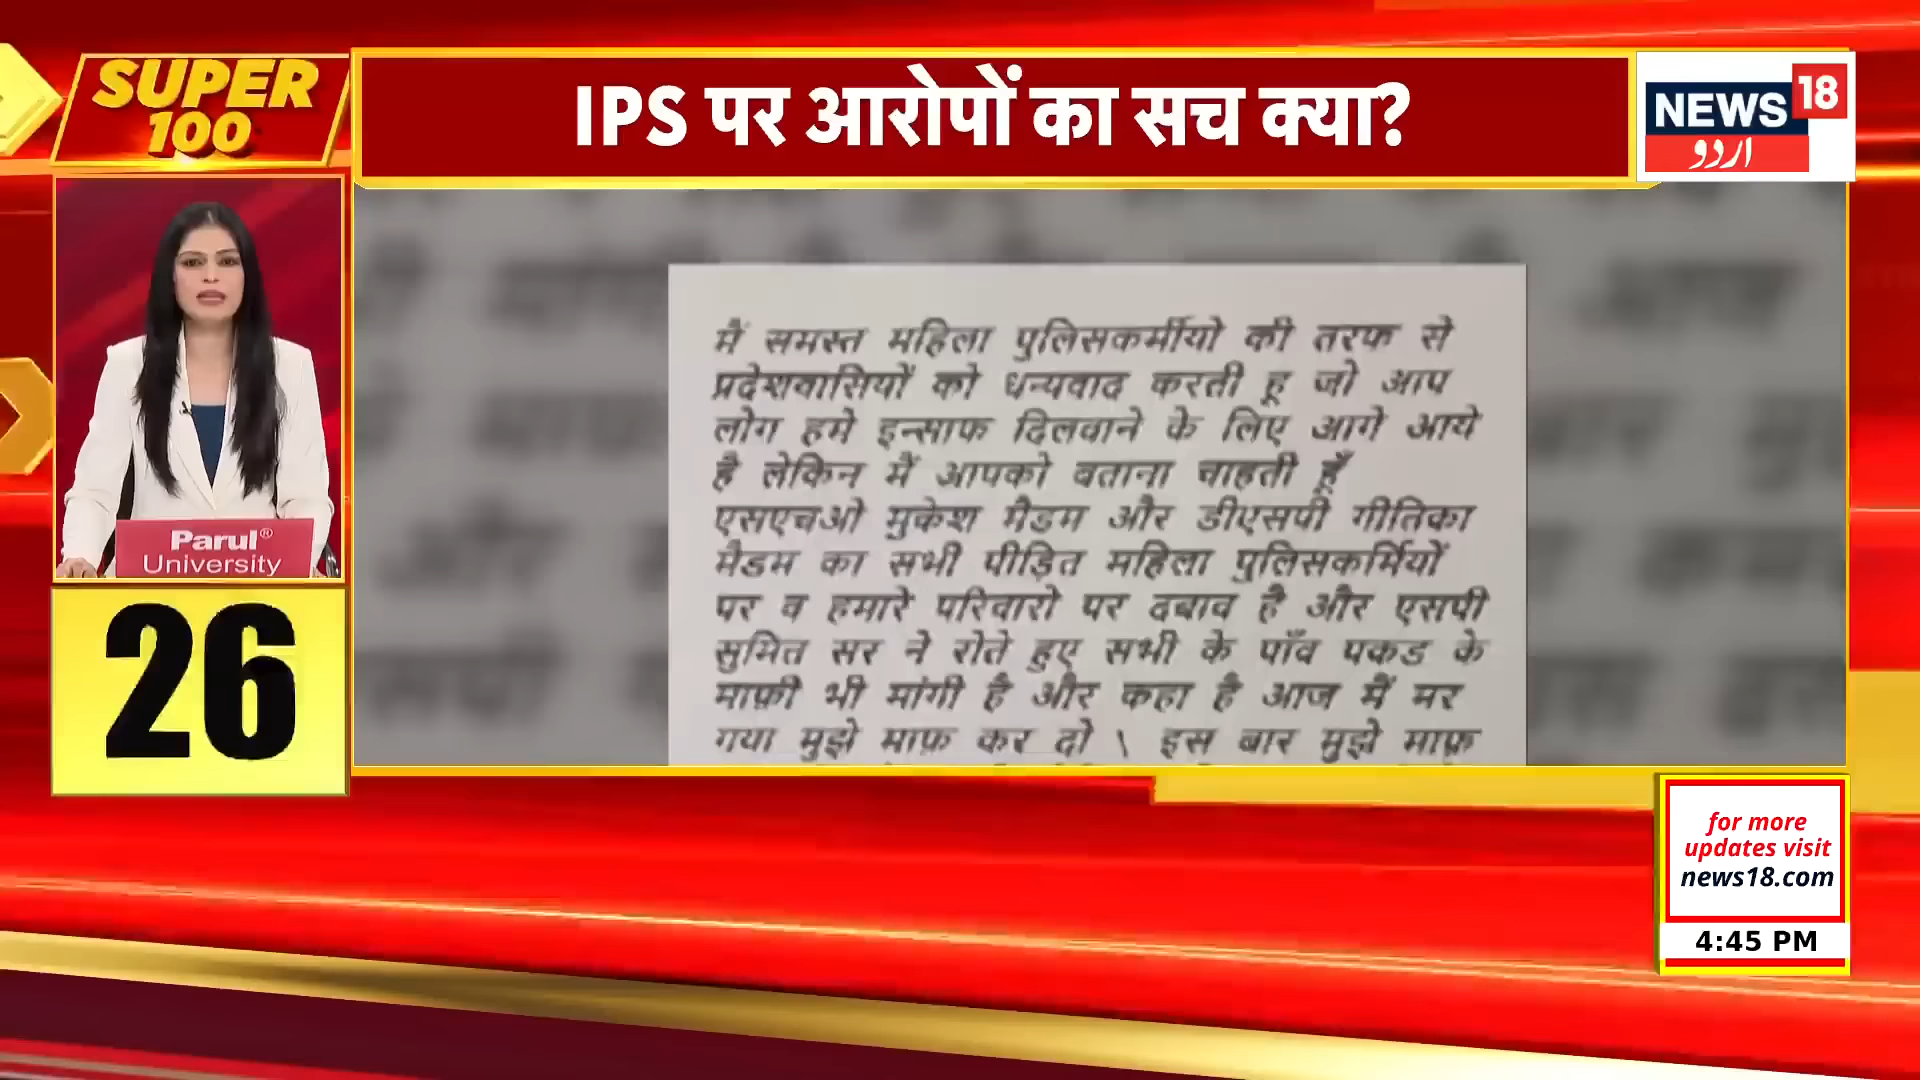 SUPER
100
IPS पर आरोपों का सच क्या?
NEWS 18
اردو
मैं समस्त महिला पुलिसकर्मीयो की तरफ से
प्रदेशवासियों को धन्यवाद करती हू जो आप
लोग हमे इन्साफ दिलवाने के लिए आगे आये
है लेकिन मैं आपको बताना चाहती हूँ
एसएचओ मुकेश मैडम और डीएसपी गीतिका
मैडम का सभी पीड़ित महिला पुलिसकर्मियों
पर व हमारे परिवारो पर दबाव है और एसपी
सुमित सर ने रोते हुए सभी के पाँव पकड के
माफ़ी भी मांगी है और कहा है आज मैं मर
गया मुझे माफ़ कर दो \ इस बार मुझे माफ़
Parul®
University
26
for more
updates visit
news18.com
4:45 PM